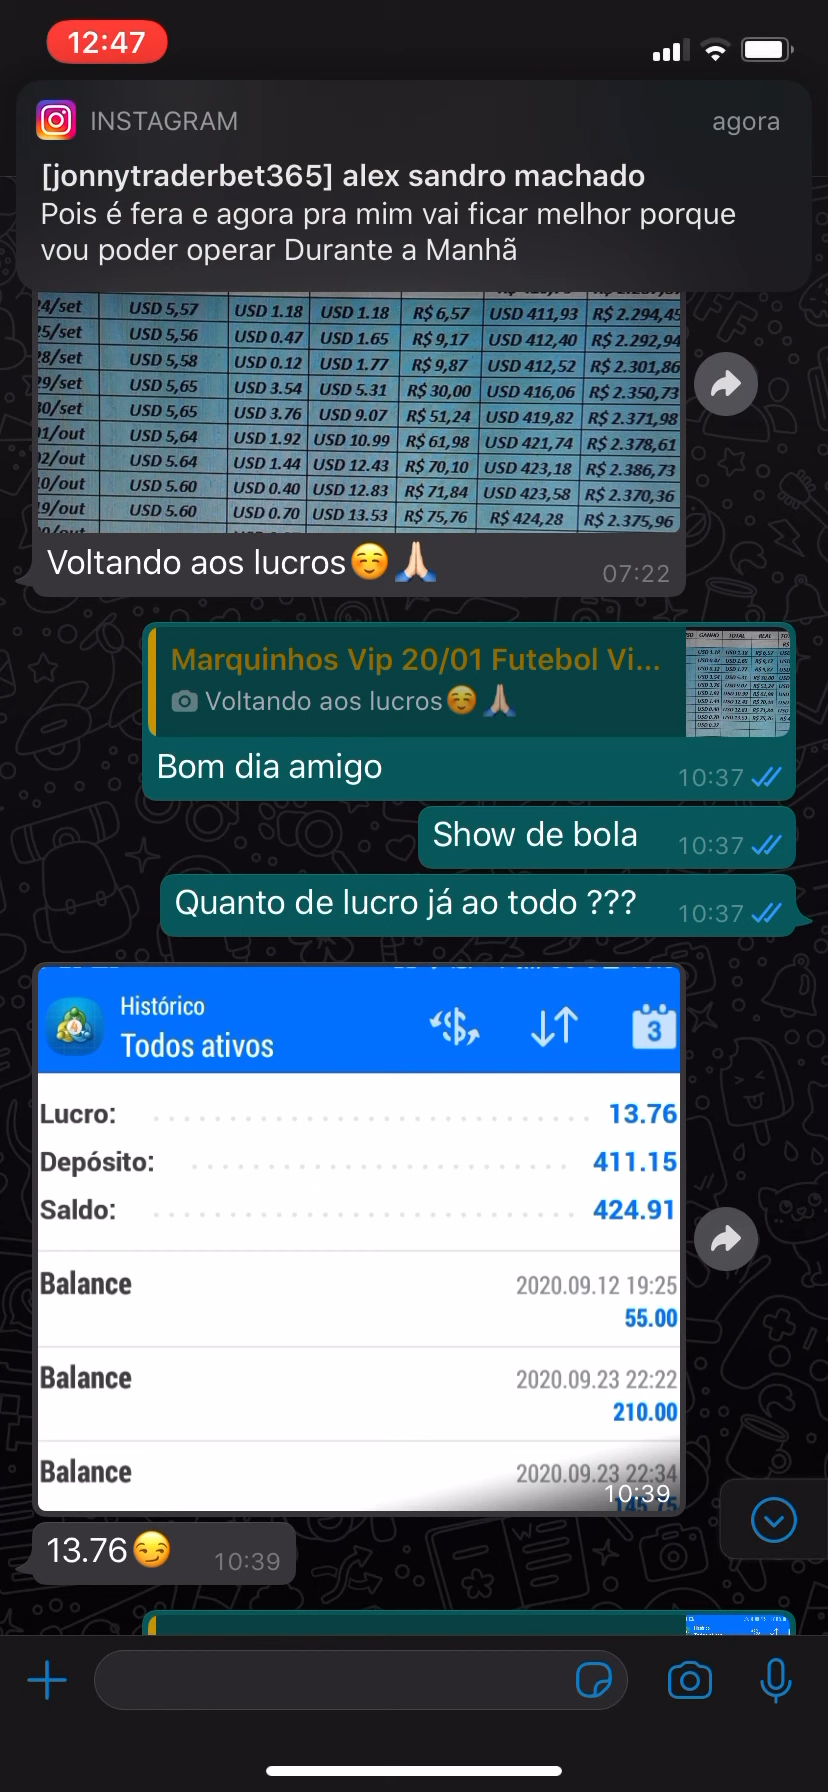 12:47
INSTAGRAM agora
[jonnytraderbet365] alex sandro machado
Pois é fera e agora pra mim vai ficar melhor porque
vou poder operar Durante a Manhã
24/set USD 5,57 USD 1.18 USD 1.18 R$ 6,57 USD 411,93 R$ 2.294,45
25/set USD 5,56 USD 0.47 USD 1.65 R$ 9,17 USD 412,40 R$ 2.292,94
28/set USD 5,58 USD 0.12 USD 1.77 R$ 9,87 USD 412,52 R$ 2.301,86
29/set USD 5,65 USD 3.54 USD 5.31 R$ 30,00 USD 416,06 R$ 2.350,73
30/set USD 5,65 USD 3.76 USD 9.07 R$ 51,24 USD 419,82 R$ 2.371,98
1/out USD 5,64 USD 1.92 USD 10.99 R$ 61,98 USD 421,74 R$ 2.378,61
2/out USD 5.64 USD 1.44 USD 12.43 R$ 70,10 USD 423,18 R$ 2.386,73
0/out USD 5.60 USD 0.40 USD 12.83 R$ 71,84 USD 423,58 R$ 2.370,36
9/out USD 5.60 USD 0.70 USD 13.53 R$ 75,76 R$ 424,28 R$ 2.375,96
Voltando aos lucros☺️🙏🏻 07:22
Marquinhos Vip 20/01 Futebol Vi...
Voltando aos lucros☺️🙏🏻
Bom dia amigo 10:37
Show de bola 10:37
Quanto de lucro já ao todo ??? 10:37
Histórico
Todos ativos
3
Lucro: 13.76
Depósito: 411.15
Saldo: 424.91
Balance 2020.09.12 19:25
55.00
Balance 2020.09.23 22:22
210.00
Balance 2020.09.23 22:34
10:39
13.76😏 10:39